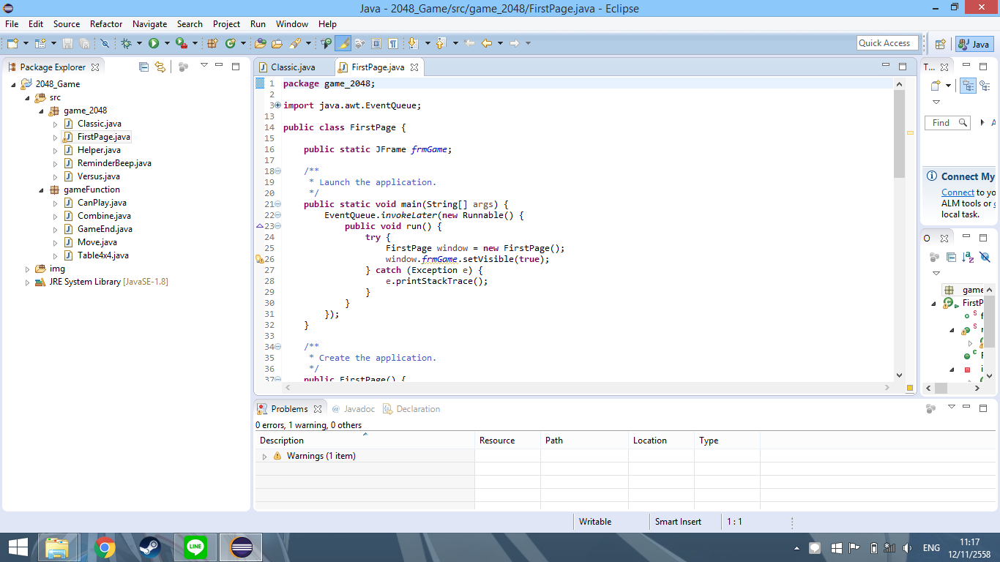 Java - 2048_Game/src/game_2048/FirstPage.java - Eclipse
File Edit Source Refactor Navigate Search Project Run Window Help
Quick Access
Java
Package Explorer
2048_Game
src
game_2048
Classic.java
FirstPage.java
Helper.java
ReminderBeep.java
Versus.java
gameFunction
CanPlay.java
Combine.java
GameEnd.java
Move.java
Table4x4.java
img
JRE System Library [JavaSE-1.8]
Classic.java
FirstPage.java
1 package game_2048;
2
3 import java.awt.EventQueue;
13
14 public class FirstPage {
15
16 public static JFrame frmGame;
17
18 /**
19 * Launch the application.
20 */
21 public static void main(String[] args) {
22 EventQueue.invokeLater(new Runnable() {
23 public void run() {
24 try {
25 FirstPage window = new FirstPage();
26 window.frmGame.setVisible(true);
27 } catch (Exception e) {
28 e.printStackTrace();
29 }
30 }
31 });
32 }
33
34 /**
35 * Create the application.
36 */
37 public FirstPage() {
T...
Find
A
Connect My
Connect to yo
ALM tools or
local task.
O
game
FirstP
Problems
@ Javadoc
Declaration
0 errors, 1 warning, 0 others
Description Resource Path Location Type
Warnings (1 item)
Writable
Smart Insert
1 : 1
LINE
ENG
11:17
12/11/2558